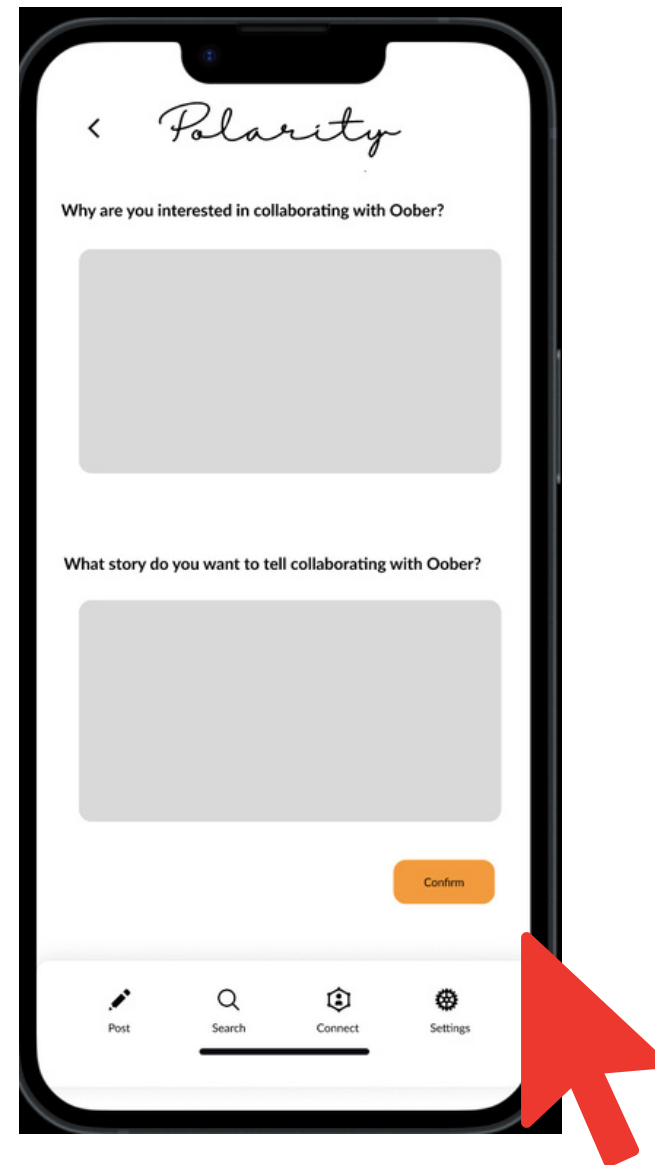 Polarity
Why are you interested in collaborating with Oober?
What story do you want to tell collaborating with Oober?
Confirm
Post
Search
Connect
Settings